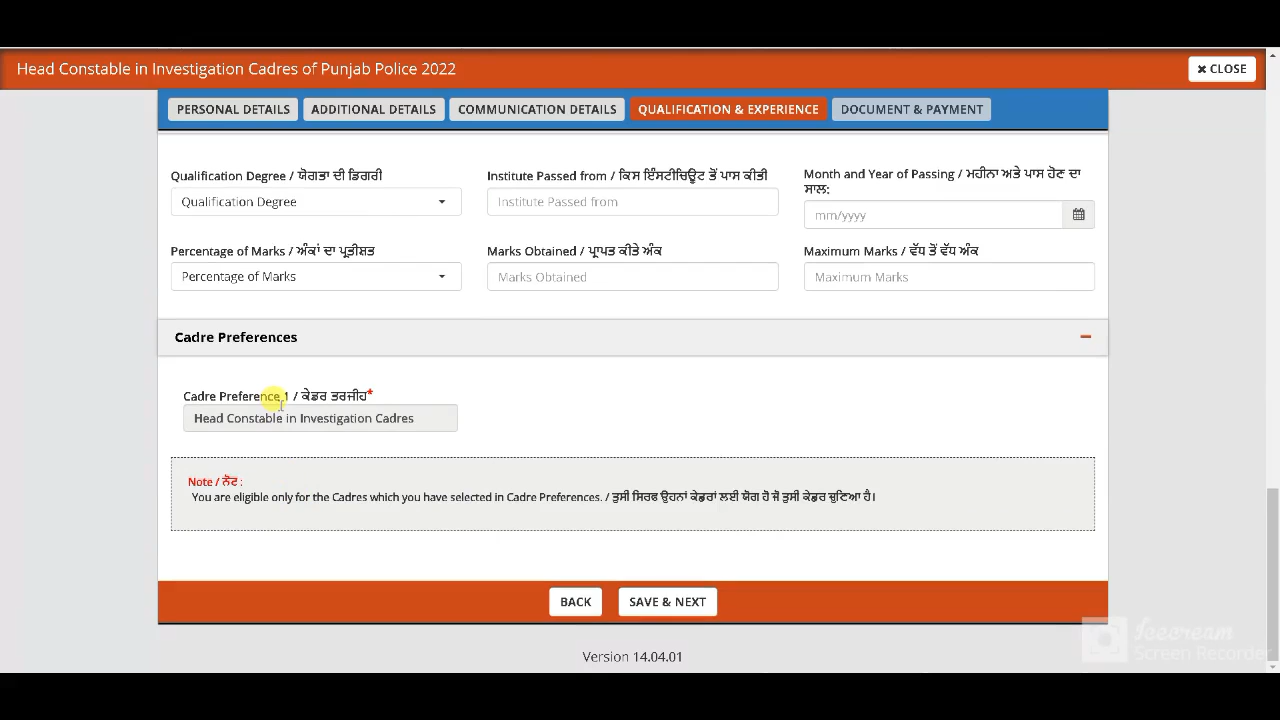 Head Constable in Investigation Cadres of Punjab Police 2022
✖ CLOSE
PERSONAL DETAILS
ADDITIONAL DETAILS
COMMUNICATION DETAILS
QUALIFICATION & EXPERIENCE
DOCUMENT & PAYMENT
Qualification Degree / ਯੋਗਤਾ ਦੀ ਡਿਗਰੀ
Qualification Degree
Institute Passed from / ਕਿਸ ਇੰਸਟੀਚਿਊਟ ਤੋਂ ਪਾਸ ਕੀਤੀ
Institute Passed from
Month and Year of Passing / ਮਹੀਨਾ ਅਤੇ ਪਾਸ ਹੋਣ ਦਾ
ਸਾਲ:
mm/yyyy
Percentage of Marks / ਅੰਕਾਂ ਦਾ ਪ੍ਰਤੀਸ਼ਤ
Percentage of Marks
Marks Obtained / ਪ੍ਰਾਪਤ ਕੀਤੇ ਅੰਕ
Marks Obtained
Maximum Marks / ਵੱਧ ਤੋਂ ਵੱਧ ਅੰਕ
Maximum Marks
Cadre Preferences
Cadre Preference 1 / ਕੇਡਰ ਤਰਜੀਹ*
Head Constable in Investigation Cadres
Note / ਨੋਟ :
You are eligible only for the Cadres which you have selected in Cadre Preferences. / ਤੁਸੀ ਸਿਰਫ ਉਹਨਾਂ ਕੇਡਰਾਂ ਲਈ ਯੋਗ ਹੋ ਜੋ ਤੁਸੀ ਕੇਡਰ ਚੁਣਿਆ ਹੈ।
BACK
SAVE & NEXT
Version 14.04.01
Icecream
Screen Recorder